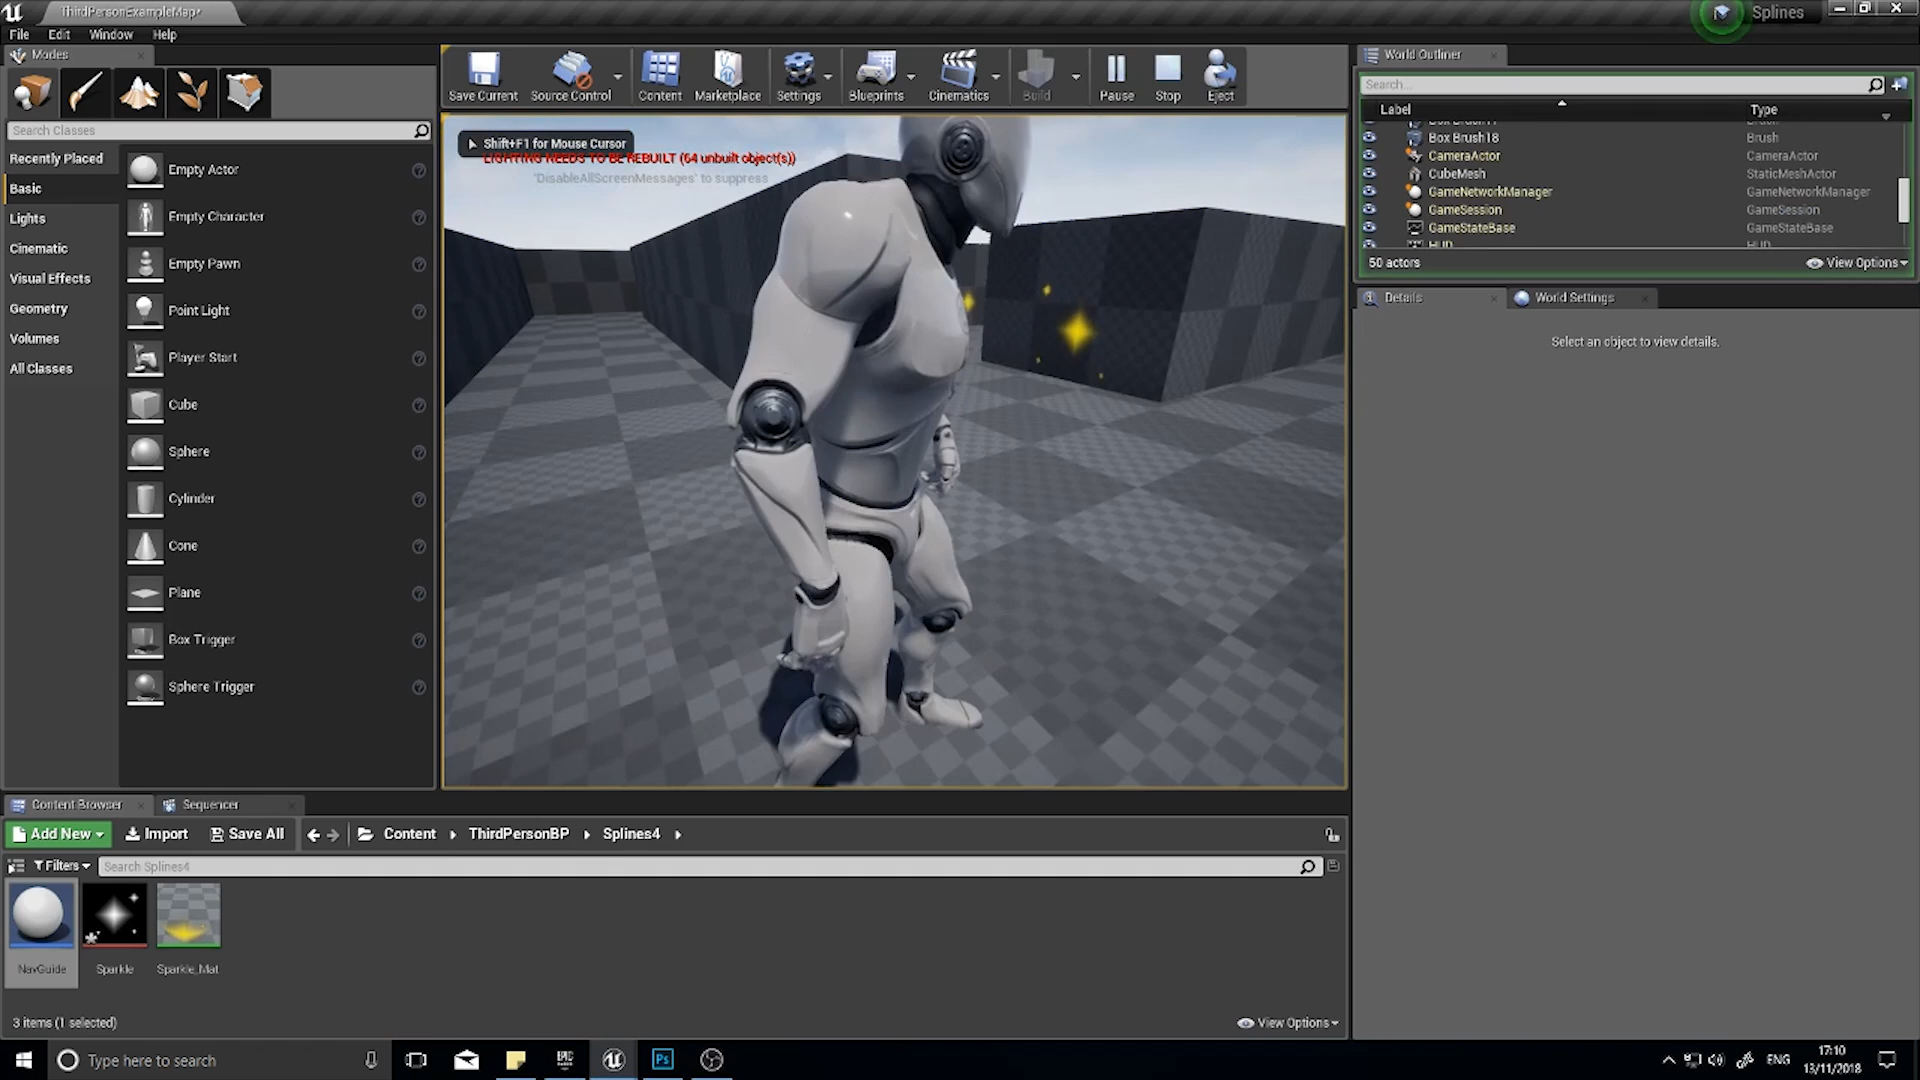 ThirdPersonExampleMap*
Splines
File Edit Window Help
Modes
Search Classes
Recently Placed
Basic
Lights
Cinematic
Visual Effects
Geometry
Volumes
All Classes
Empty Actor
Empty Character
Empty Pawn
Point Light
Player Start
Cube
Sphere
Cylinder
Cone
Plane
Box Trigger
Sphere Trigger
Save Current Source Control Content Marketplace Settings Blueprints Cinematics Build Pause Stop Eject
Shift+F1 for Mouse Cursor
LIGHTING NEEDS TO BE REBUILT (64 unbuilt object(s))
'DisableAllScreenMessages' to suppress
World Outliner
Search...
Label Type
Box Brush18 Brush
CameraActor CameraActor
CubeMesh StaticMeshActor
GameNetworkManager GameNetworkManager
GameSession GameSession
GameStateBase GameStateBase
HUD HUD
50 actors View Options
Details World Settings
Select an object to view details.
Content Browser Sequencer
Add New Import Save All Content ThirdPersonBP Splines4
Filters Search Splines4
NavGuide Sparkle Sparkle_Mat
3 items (1 selected) View Options
Type here to search
EPIC
Ps
ENG
17:10
13/11/2018